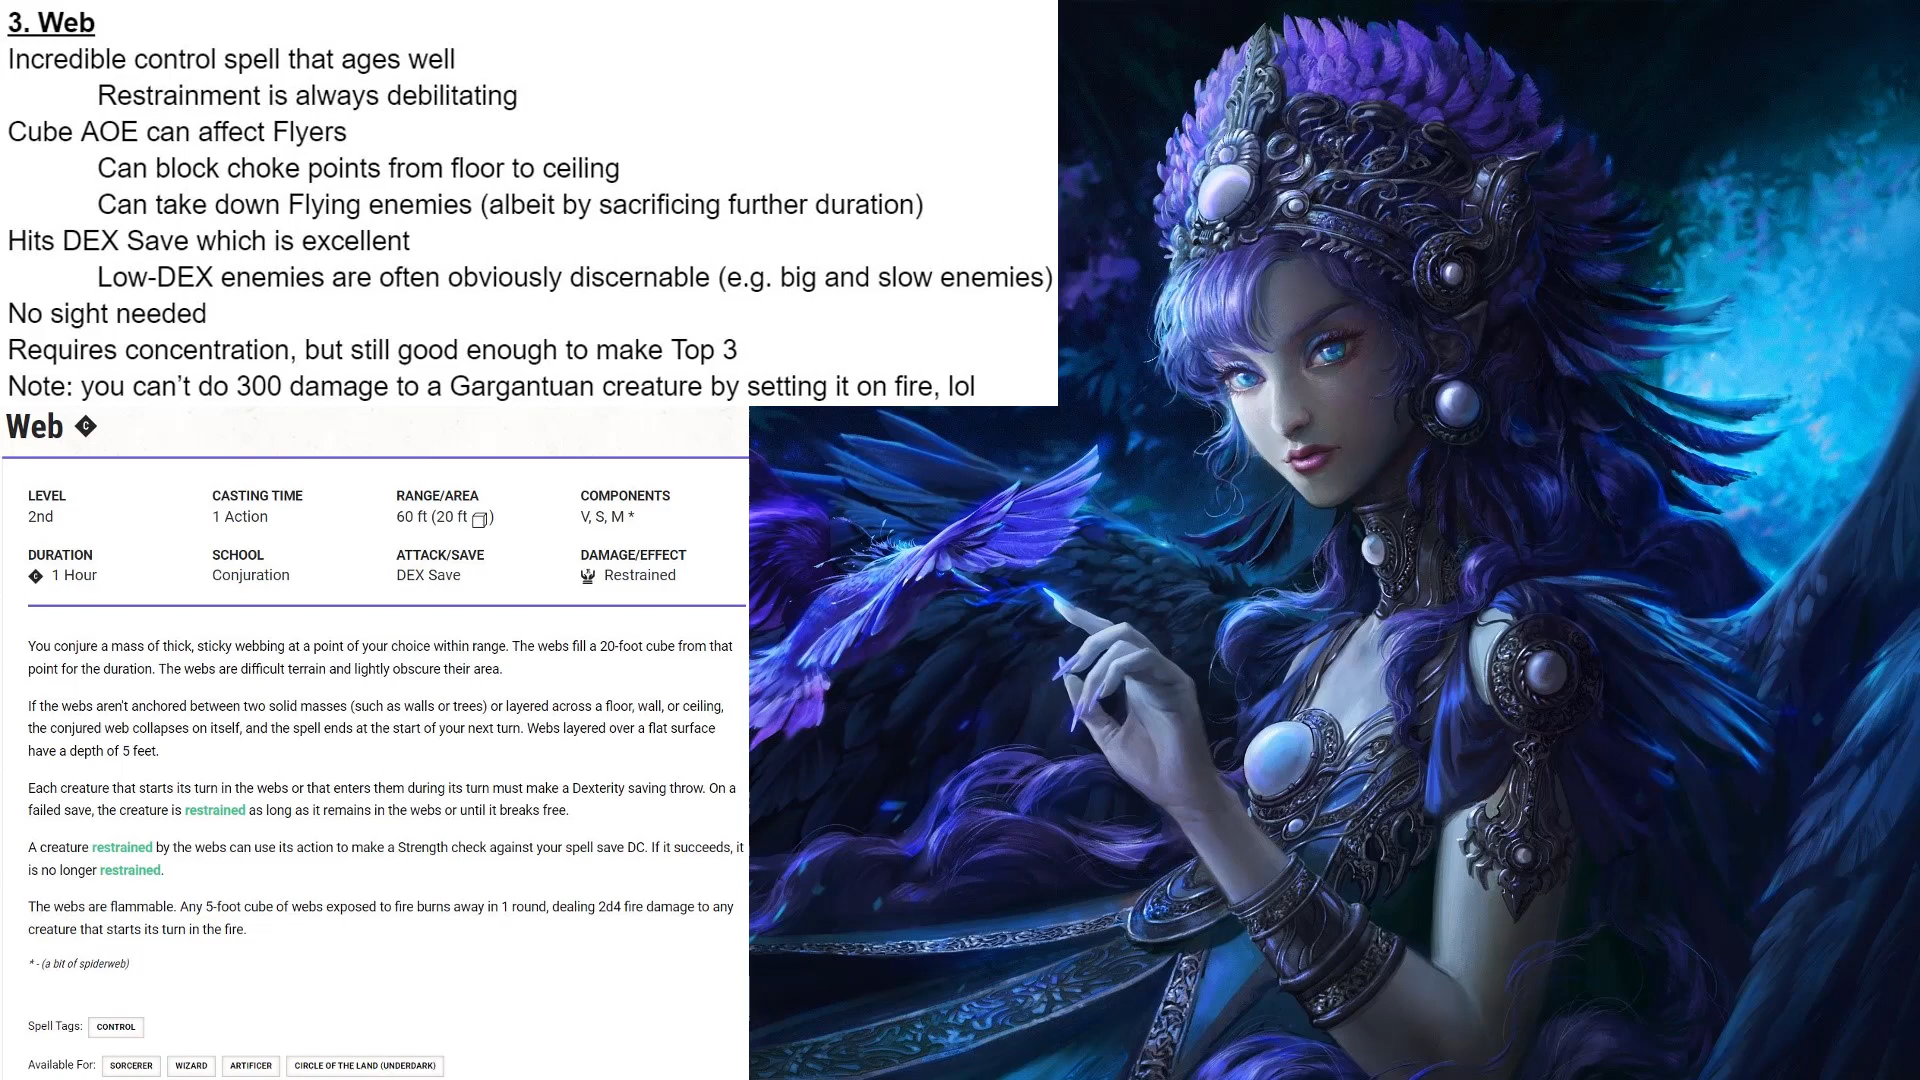 3. Web
Incredible control spell that ages well
Restrainment is always debilitating
Cube AOE can affect Flyers
Can block choke points from floor to ceiling
Can take down Flying enemies (albeit by sacrificing further duration)
Hits DEX Save which is excellent
Low-DEX enemies are often obviously discernable (e.g. big and slow enemies)
No sight needed
Requires concentration, but still good enough to make Top 3
Note: you can’t do 300 damage to a Gargantuan creature by setting it on fire, lol
Web C
LEVEL CASTING TIME RANGE/AREA COMPONENTS
2nd 1 Action 60 ft (20 ft ) V, S, M *
DURATION SCHOOL ATTACK/SAVE DAMAGE/EFFECT
C 1 Hour Conjuration DEX Save Restrained
You conjure a mass of thick, sticky webbing at a point of your choice within range. The webs fill a 20-foot cube from that
point for the duration. The webs are difficult terrain and lightly obscure their area.
If the webs aren't anchored between two solid masses (such as walls or trees) or layered across a floor, wall, or ceiling,
the conjured web collapses on itself, and the spell ends at the start of your next turn. Webs layered over a flat surface
have a depth of 5 feet.
Each creature that starts its turn in the webs or that enters them during its turn must make a Dexterity saving throw. On a
failed save, the creature is restrained as long as it remains in the webs or until it breaks free.
A creature restrained by the webs can use its action to make a Strength check against your spell save DC. If it succeeds, it
is no longer restrained.
The webs are flammable. Any 5-foot cube of webs exposed to fire burns away in 1 round, dealing 2d4 fire damage to any
creature that starts its turn in the fire.
* - (a bit of spiderweb)
Spell Tags: CONTROL
Available For: SORCERER WIZARD ARTIFICER CIRCLE OF THE LAND (UNDERDARK)